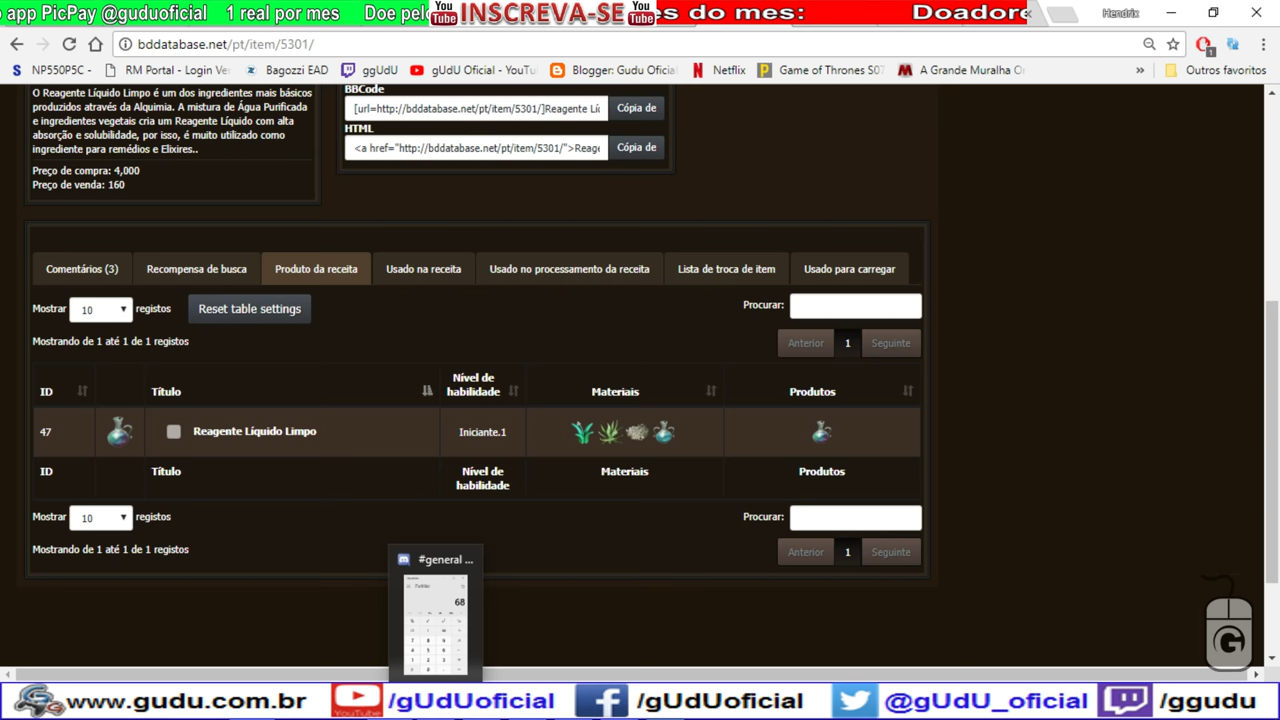 o app PicPay @guduoficial 1 real por mes Doe pelo
You Tube INSCREVA-SE You Tube
es do mes: Doadore
Hendrix
bddatabase.net/pt/item/5301/
NP550P5C - RM Portal - Login Ve Bagozzi EAD ggUdU gUdU Oficial - YouTu Blogger: Gudu Oficia Netflix Game of Thrones S07 A Grande Muralha O » Outros favoritos
O Reagente Líquido Limpo é um dos ingredientes mais básicos
produzidos através da Alquimia. A mistura de Água Purificada
e ingredientes vegetais cria um Reagente Líquido com alta
absorção e solubilidade, por isso, é muito utilizado como
ingrediente para remédios e Elixires..
Preço de compra: 4,000
Preço de venda: 160
BBCode
[url=http://bddatabase.net/pt/item/5301/]Reagente Lí Cópia de
HTML
<a href="http://bddatabase.net/pt/item/5301/">Reage Cópia de
Comentários (3) Recompensa de busca Produto da receita Usado na receita Usado no processamento da receita Lista de troca de item Usado para carregar
Mostrar 10 registos Reset table settings Procurar:
Mostrando de 1 até 1 de 1 registos Anterior 1 Seguinte
ID Título Nível de habilidade Materiais Produtos
47 Reagente Líquido Limpo Iniciante.1
ID Título Nível de habilidade Materiais Produtos
Mostrar 10 registos Procurar:
Mostrando de 1 até 1 de 1 registos Anterior 1 Seguinte
#general ...
68
www.gudu.com.br YouTube /gUdUoficial /gUdUoficial @gUdU_oficial /ggudu